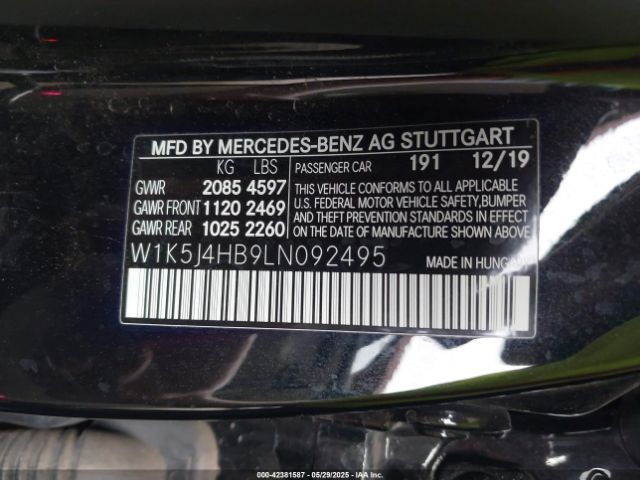 MFD BY MERCEDES-BENZ AG STUTTGART
KG LBS PASSENGER CAR 191 12/19
GVWR 2085 4597
GAWR FRONT 1120 2469
GAWR REAR 1025 2260
THIS VEHICLE CONFORMS TO ALL APPLICABLE
U.S. FEDERAL MOTOR VEHICLE SAFETY,BUMPER
AND THEFT PREVENTION STANDARDS IN EFFECT
ON THE DATE OF MANUFACTURE SHOWN ABOVE.
W1K5J4HB9LN092495 MADE IN HUNGARY
000-42381587 - 05/29/2025 - IAAI.COM